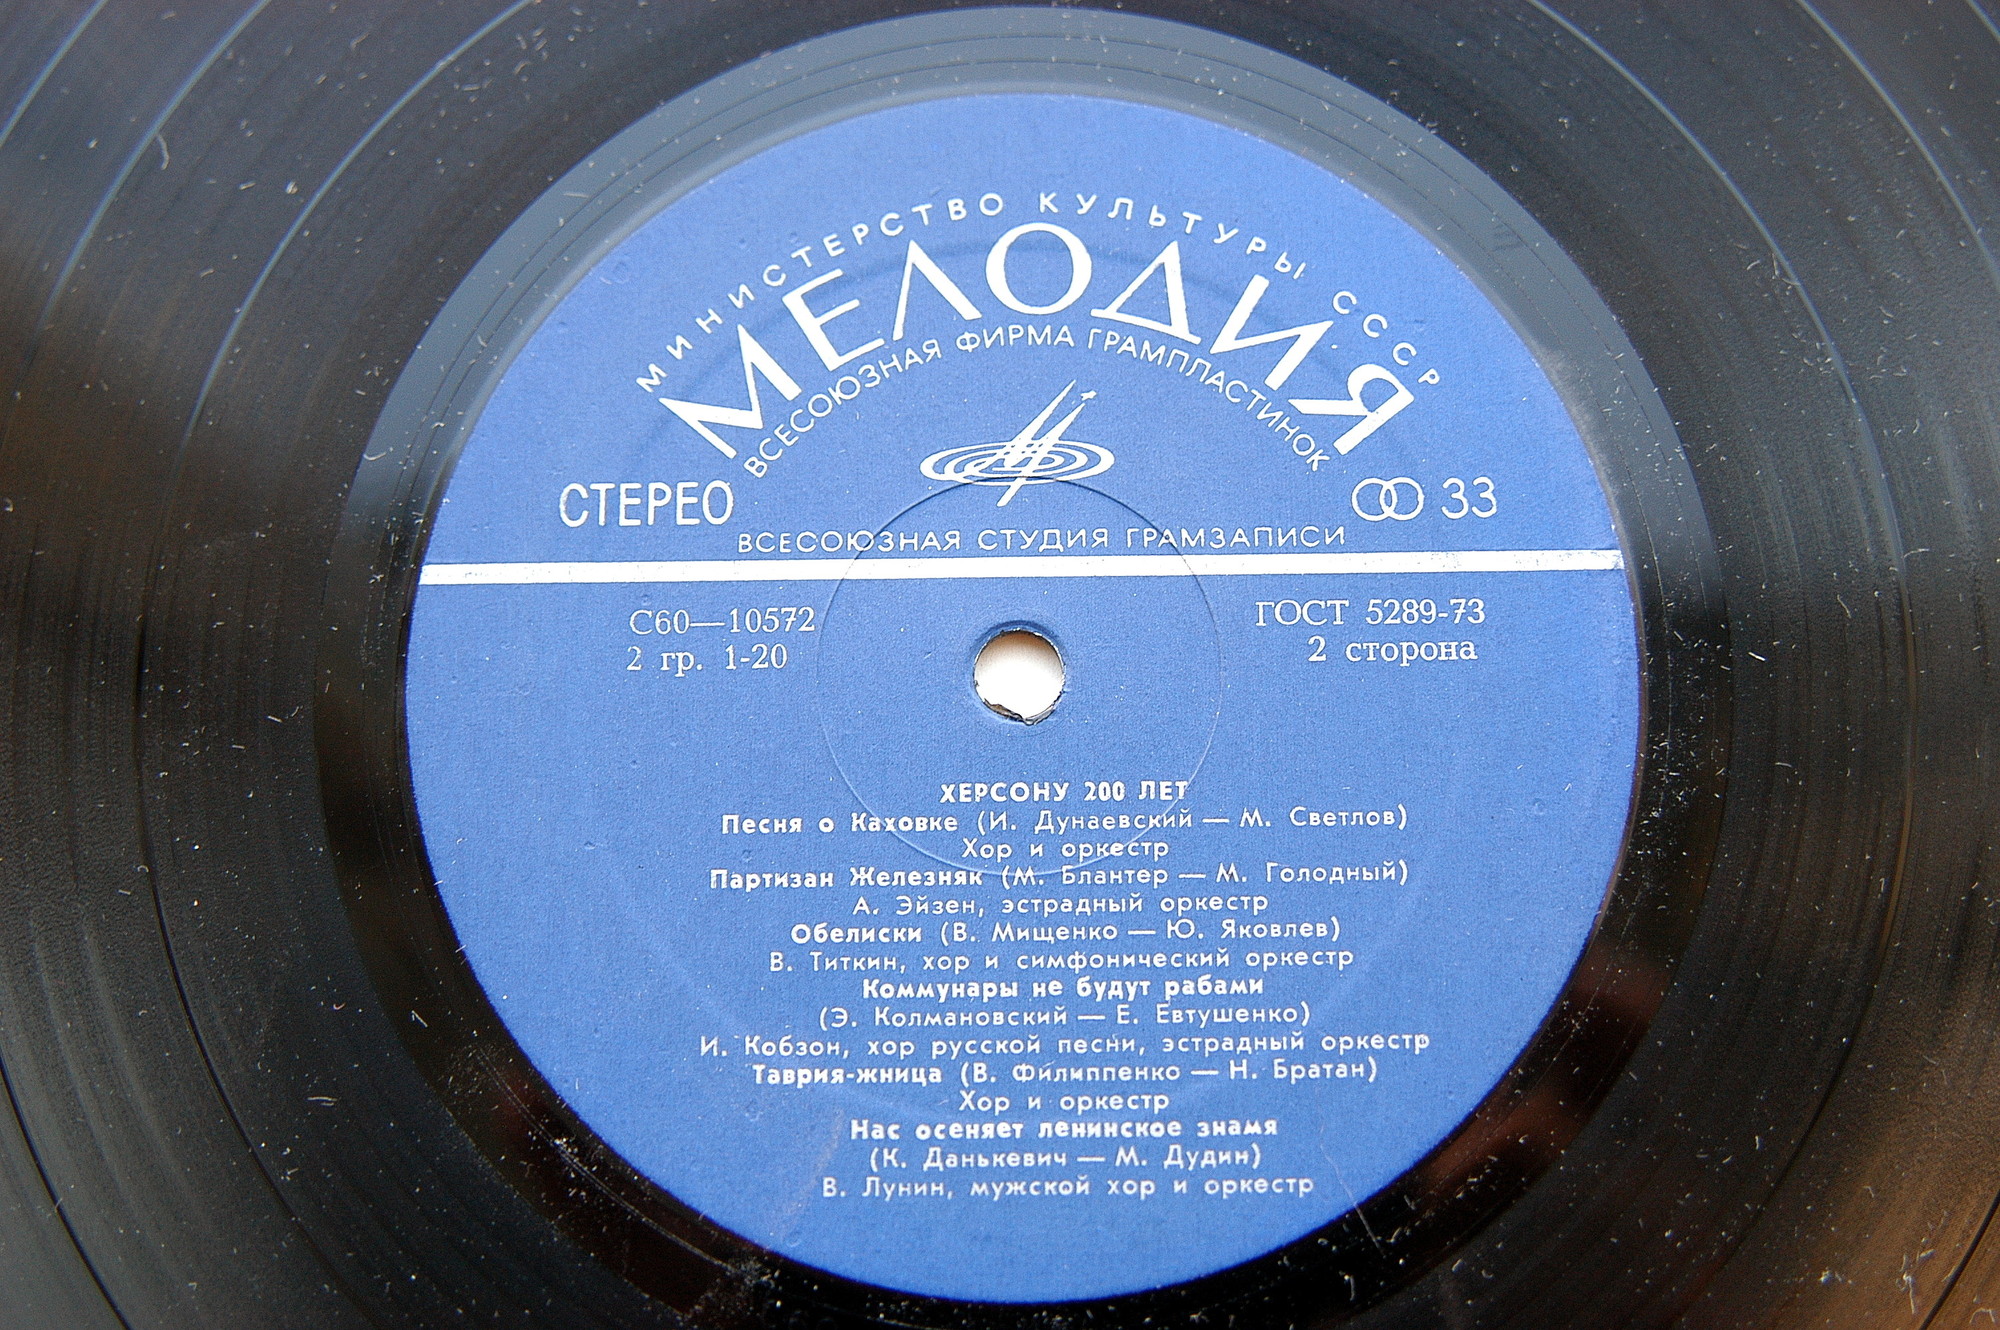 МИНИСТЕРСТВО КУЛЬТУРЫ СССР
МЕЛОДИЯ
ВСЕСОЮЗНАЯ ФИРМА ГРАМПЛАСТИНОК
СТЕРЕО
33
ВСЕСОЮЗНАЯ СТУДИЯ ГРАМЗАПИСИ
С60—10572
ГОСТ 5289-73
2 гр. 1-20
2 сторона
ХЕРСОНУ 200 ЛЕТ
Песня о Каховке (И. Дунаевский — М. Светлов)
Хор и оркестр
Партизан Железняк (М. Блантер — М. Голодный)
А. Эйзен, эстрадный оркестр
Обелиски (В. Мищенко — Ю. Яковлев)
В. Титкин, хор и симфонический оркестр
Коммунары не будут рабами
(Э. Колмановский — Е. Евтушенко)
И. Кобзон, хор русской песни, эстрадный оркестр
Таврия-жница (В. Филиппенко — Н. Братан)
Хор и оркестр
Нас осеняет ленинское знамя
(К. Данькевич — М. Дудин)
В. Лунин, мужской хор и оркестр